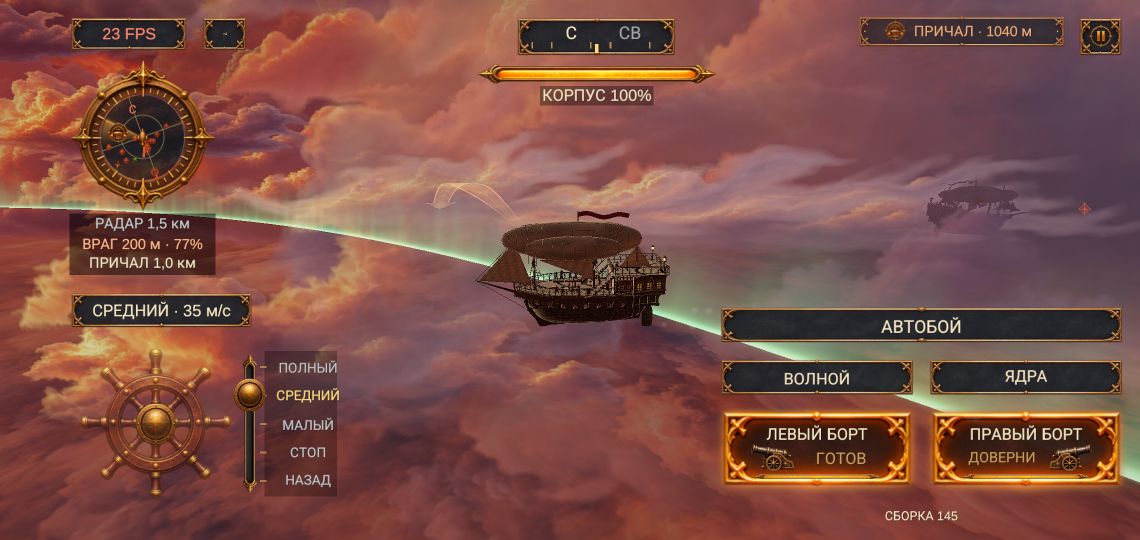 23 FPS
С СВ
ПРИЧАЛ · 1040 м
КОРПУС 100%
С
РАДАР 1,5 км
ВРАГ 200 м · 77%
ПРИЧАЛ 1,0 км
СРЕДНИЙ · 35 м/с
ПОЛНЫЙ
СРЕДНИЙ
МАЛЫЙ
СТОП
НАЗАД
АВТОБОЙ
ВОЛНОЙ
ЯДРА
ЛЕВЫЙ БОРТ
ГОТОВ
ПРАВЫЙ БОРТ
ДОВЕРНИ
СБОРКА 145